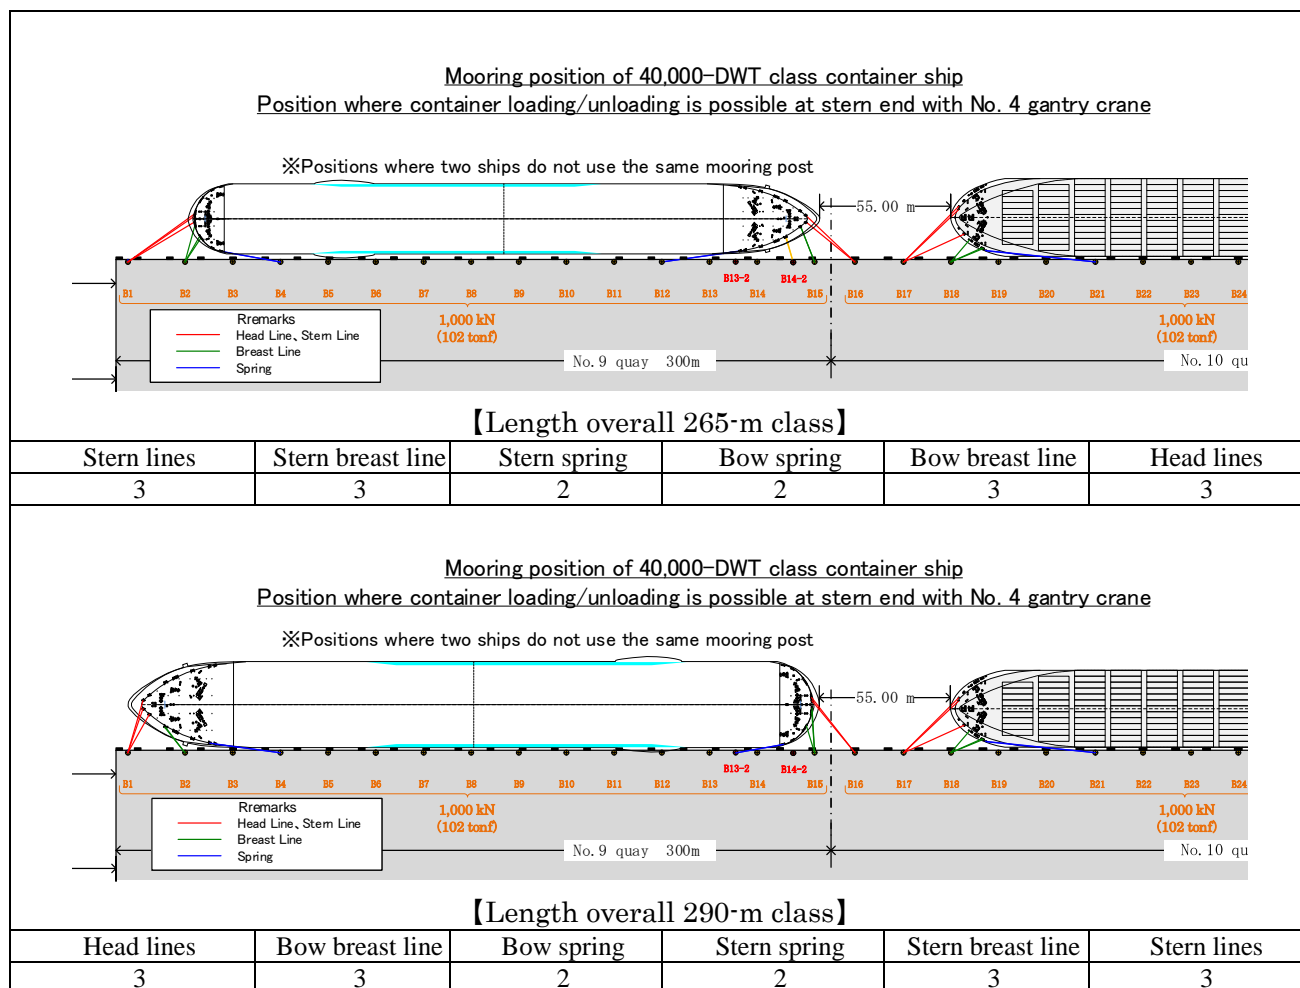 Mooring position of 40,000-DWT class container ship
Position where container loading/unloading is possible at stern end with No. 4 gantry crane
※Positions where two ships do not use the same mooring post
55.00 m
B13-2 B14-2
B1 B2 B3 B4 B5 B6 B7 B8 B9 B10 B11 B12 B13 B14 B15 B16 B17 B18 B19 B20 B21 B22 B23 B24
Rremarks
Head Line、Stern Line
Breast Line
Spring
1,000 kN
(102 tonf)
1,000 kN
(102 tonf)
No. 9 quay 300m
No. 10 qu
【Length overall 265-m class】
Stern lines Stern breast line Stern spring Bow spring Bow breast line Head lines
3 3 2 2 3 3
Mooring position of 40,000-DWT class container ship
Position where container loading/unloading is possible at stern end with No. 4 gantry crane
※Positions where two ships do not use the same mooring post
55.00 m
B13-2 B14-2
B1 B2 B3 B4 B5 B6 B7 B8 B9 B10 B11 B12 B13 B14 B15 B16 B17 B18 B19 B20 B21 B22 B23 B24
Rremarks
Head Line、Stern Line
Breast Line
Spring
1,000 kN
(102 tonf)
1,000 kN
(102 tonf)
No. 9 quay 300m
No. 10 qu
【Length overall 290-m class】
Head lines Bow breast line Bow spring Stern spring Stern breast line Stern lines
3 3 2 2 3 3